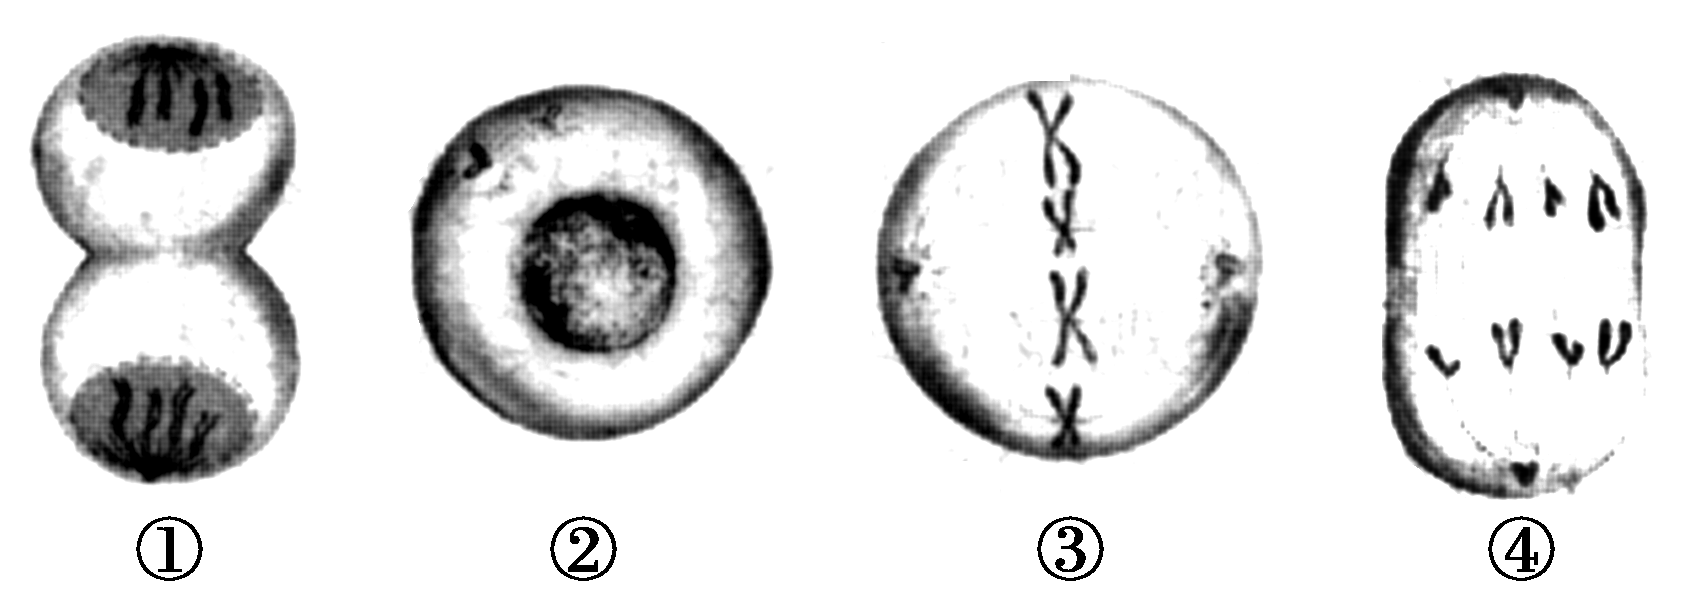 ① ② ③ ④